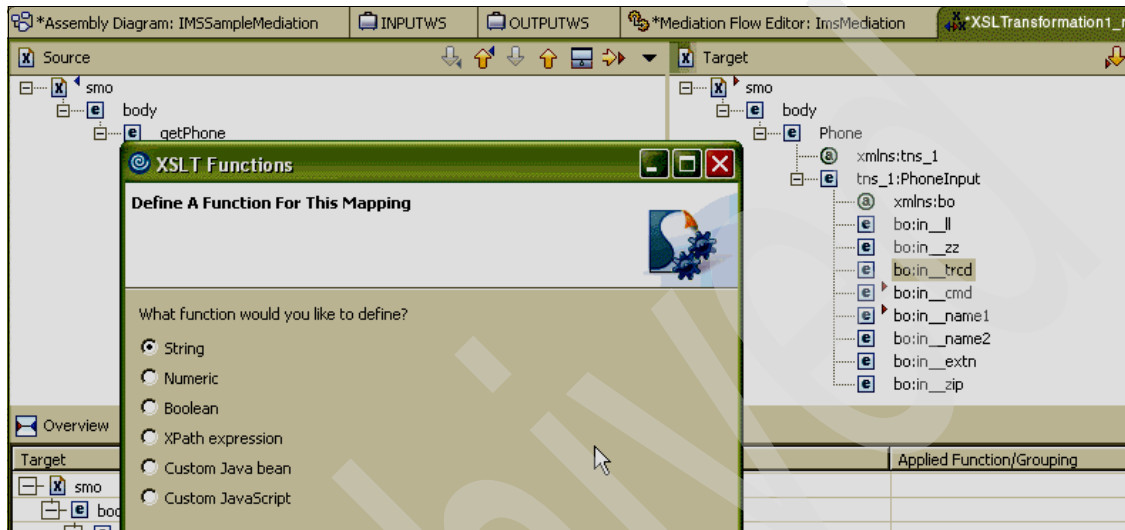 *Assembly Diagram: IMSSampleMediation
INPUTWS
OUTPUTWS
*Mediation Flow Editor: ImsMediation
*XSLTransformation1_
Source
Target
smo
body
getPhone
smo
body
Phone
xmlns:tns_1
tns_1:PhoneInput
xmlns:bo
bo:in__ll
bo:in__zz
bo:in__trcd
bo:in__cmd
bo:in__name1
bo:in__name2
bo:in__extn
bo:in__zip
XSLT Functions
Define A Function For This Mapping
What function would you like to define?
String
Numeric
Boolean
XPath expression
Custom Java bean
Custom JavaScript
Overview
Target
Applied Function/Grouping
smo